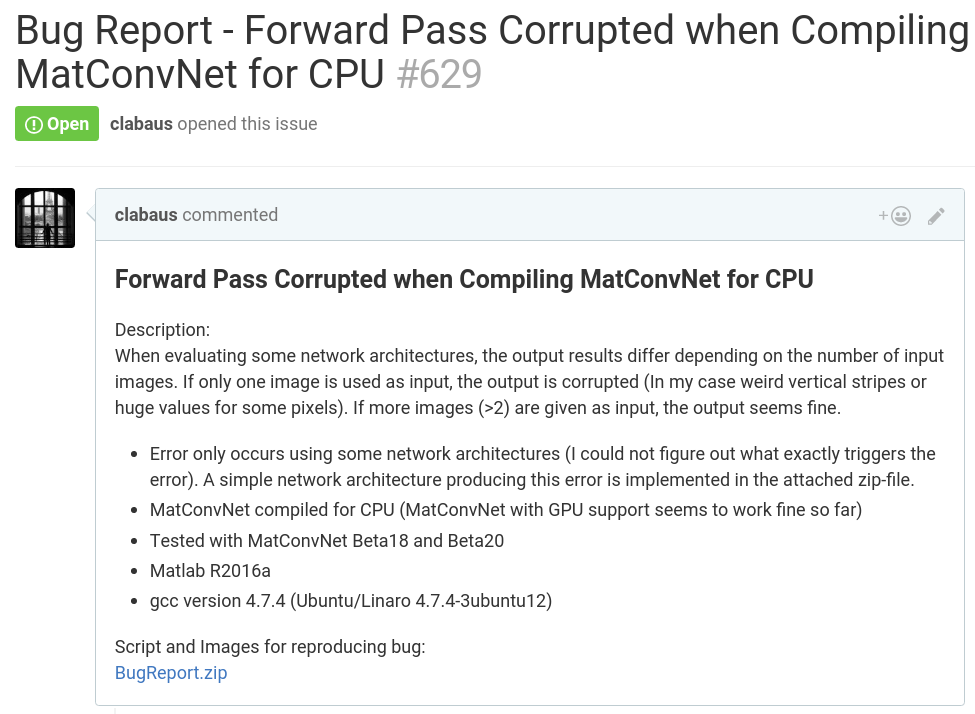 Bug Report - Forward Pass Corrupted when Compiling
MatConvNet for CPU #629
Open clabaus opened this issue
clabaus commented
Forward Pass Corrupted when Compiling MatConvNet for CPU
Description:
When evaluating some network architectures, the output results differ depending on the number of input
images. If only one image is used as input, the output is corrupted (In my case weird vertical stripes or
huge values for some pixels). If more images (>2) are given as input, the output seems fine.
• Error only occurs using some network architectures (I could not figure out what exactly triggers the
error). A simple network architecture producing this error is implemented in the attached zip-file.
• MatConvNet compiled for CPU (MatConvNet with GPU support seems to work fine so far)
• Tested with MatConvNet Beta18 and Beta20
• Matlab R2016a
• gcc version 4.7.4 (Ubuntu/Linaro 4.7.4-3ubuntu12)
Script and Images for reproducing bug:
BugReport.zip